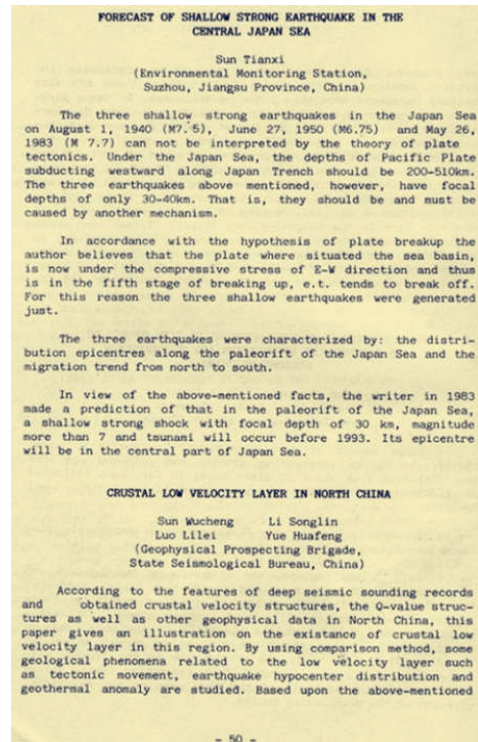 FORECAST OF SHALLOW STRONG EARTHQUAKE IN THE
CENTRAL JAPAN SEA
Sun Tianxi
(Environmental Monitoring Station,
Suzhou, Jiangsu Province, China)
The three shallow strong earthquakes in the Japan Sea
on August 1, 1940 (M7.5), June 27, 1950 (M6.75) and May 26,
1983 (M 7.7) can not be interpreted by the theory of plate
tectonics. Under the Japan Sea, the depths of Pacific Plate
subducting westward along Japan Trench should be 200-510km.
The three earthquakes above mentioned, however, have focal
depths of only 30-40km. That is, they should be and must be
caused by another mechanism.
In accordance with the hypothesis of plate breakup the
author believes that the plate where situated the sea basin,
is now under the compressive stress of E-W direction and thus
is in the fifth stage of breaking up, e.t. tends to break off.
For this reason the three shallow earthquakes were generated
just.
The three earthquakes were characterized by: the distri-
bution epicentres along the paleorift of the Japan Sea and the
migration trend from north to south.
In view of the above-mentioned facts, the writer in 1983
made a prediction of that in the paleorift of the Japan Sea,
a shallow strong shock with focal depth of 30 km, magnitude
more than 7 and tsunami will occur before 1993. Its epicentre
will be in the central part of Japan Sea.
CRUSTAL LOW VELOCITY LAYER IN NORTH CHINA
Sun Wucheng Li Songlin
Luo Lilei Yue Huafeng
(Geophysical Prospecting Brigade,
State Seismological Bureau, China)
According to the features of deep seismic sounding records
and obtained crustal velocity structures, the Q-value struc-
tures as well as other geophysical data in North China, this
paper gives an illustration on the existance of crustal low
velocity layer in this region. By using comparison method, some
geological phenomena related to the low velocity layer such
as tectonic movement, earthquake hypocenter distribution and
geothermal anomaly are studied. Based upon the above-mentioned
- 50 -